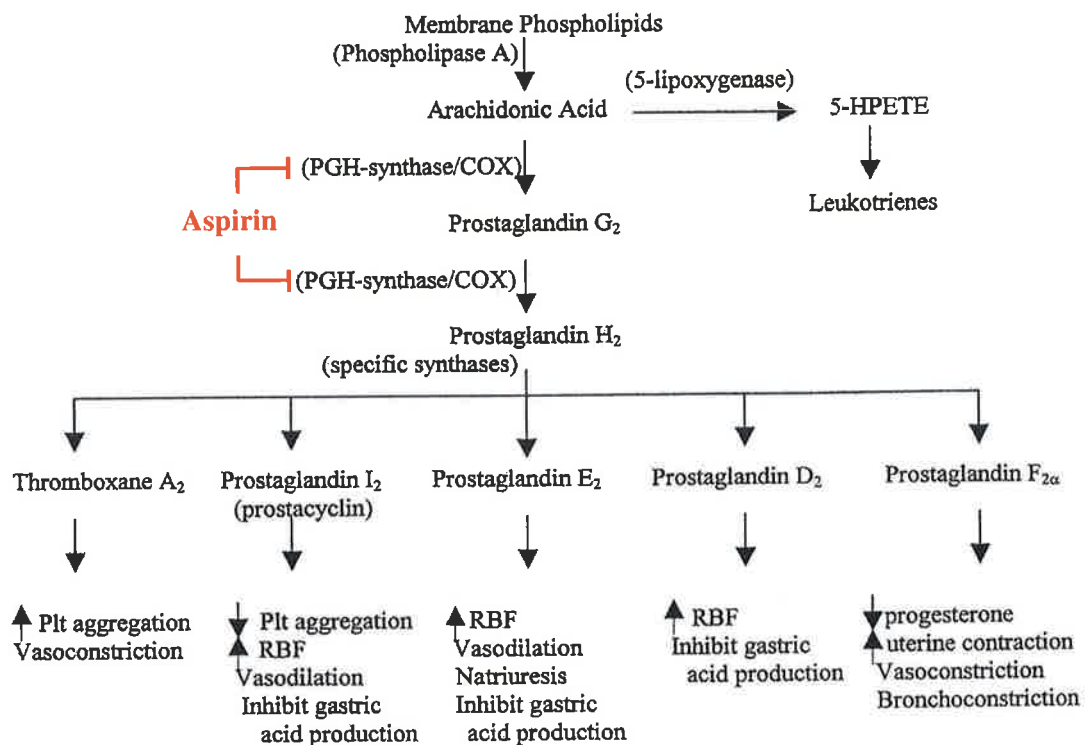 Membrane Phospholipids
(Phospholipase A)
(5-lipoxygenase)
Arachidonic Acid
5-HPETE
(PGH-synthase/COX)
Leukotrienes
Aspirin
Prostaglandin G₂
(PGH-synthase/COX)
Prostaglandin H₂
(specific synthases)
Thromboxane A₂
Prostaglandin I₂
(prostacyclin)
Prostaglandin E₂
Prostaglandin D₂
Prostaglandin F₂α
Plt aggregation
Vasoconstriction
Plt aggregation
RBF
Vasodilation
Inhibit gastric
acid production
RBF
Vasodilation
Natriuresis
Inhibit gastric
acid production
RBF
Inhibit gastric
acid production
progesterone
uterine contraction
Vasoconstriction
Bronchoconstriction